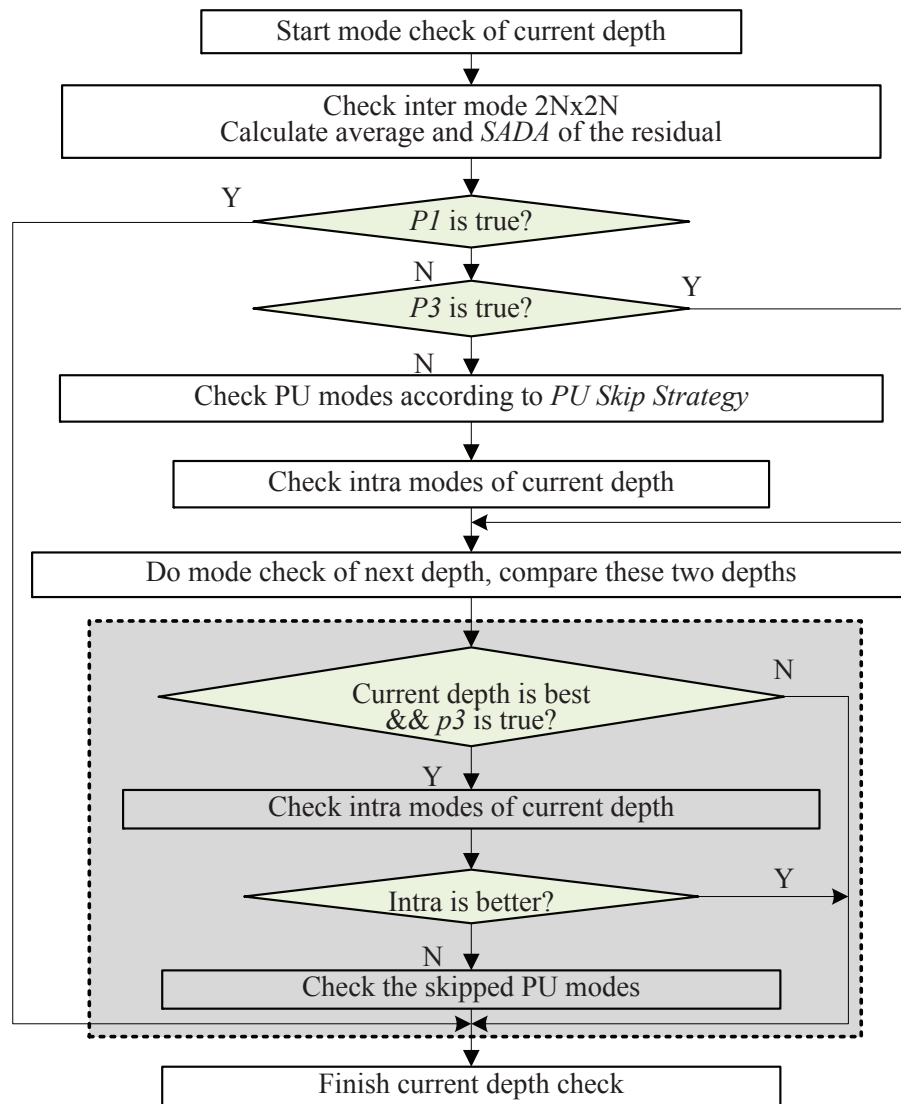 Start mode check of current depth
Check inter mode 2Nx2N
Calculate average and SADA of the residual
Y
P1 is true?
N
Y
P3 is true?
N
Check PU modes according to PU Skip Strategy
Check intra modes of current depth
Do mode check of next depth, compare these two depths
N
Current depth is best
&& p3 is true?
Y
Check intra modes of current depth
Y
Intra is better?
N
Check the skipped PU modes
Finish current depth check